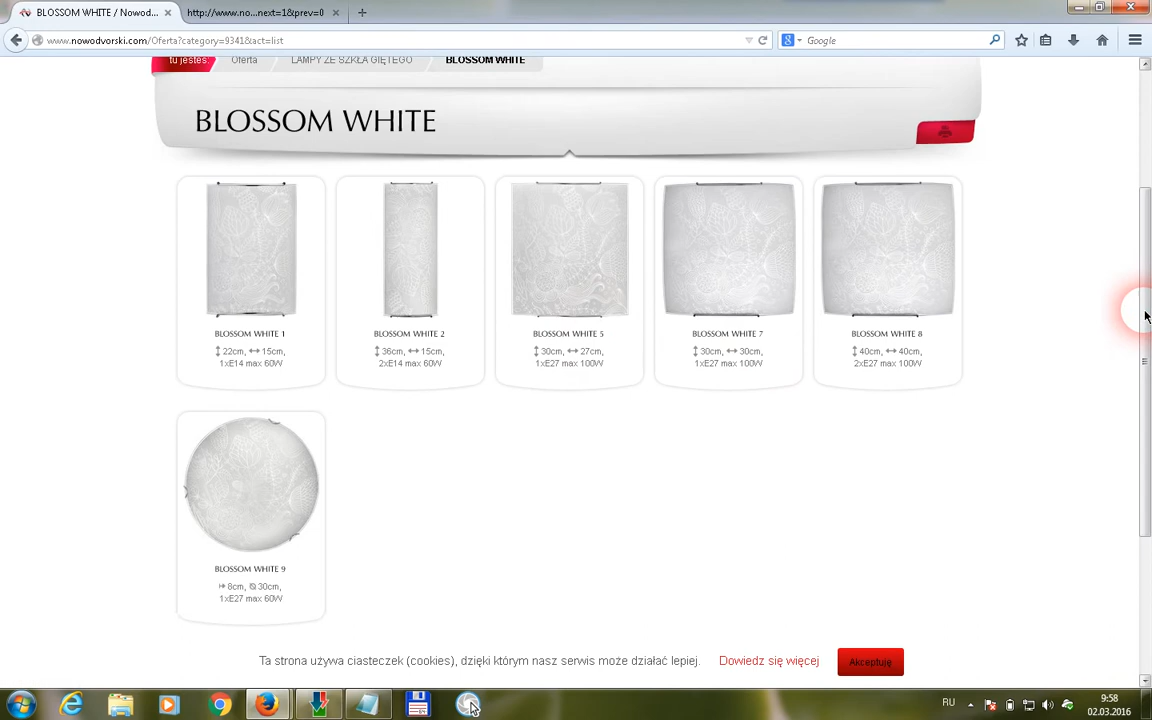 BLOSSOM WHITE / Nowod...
http://www.no...next=1&prev=0
www.nowodvorski.com/Oferta?category=9341&act=list
Google
tu jesteś:
Oferta
LAMPY ZE SZKŁA GIĘTEGO
BLOSSOM WHITE
BLOSSOM WHITE
BLOSSOM WHITE 1
22cm, 15cm,
1xE14 max 60W
BLOSSOM WHITE 2
36cm, 15cm,
2xE14 max 60W
BLOSSOM WHITE 5
30cm, 27cm,
1xE27 max 100W
BLOSSOM WHITE 7
30cm, 30cm,
1xE27 max 100W
BLOSSOM WHITE 8
40cm, 40cm,
2xE27 max 100W
BLOSSOM WHITE 9
8cm, 30cm,
1xE27 max 60W
Ta strona używa ciasteczek (cookies), dzięki którym nasz serwis może działać lepiej.
Dowiedz się więcej
Akceptuję
RU
9:58
02.03.2016